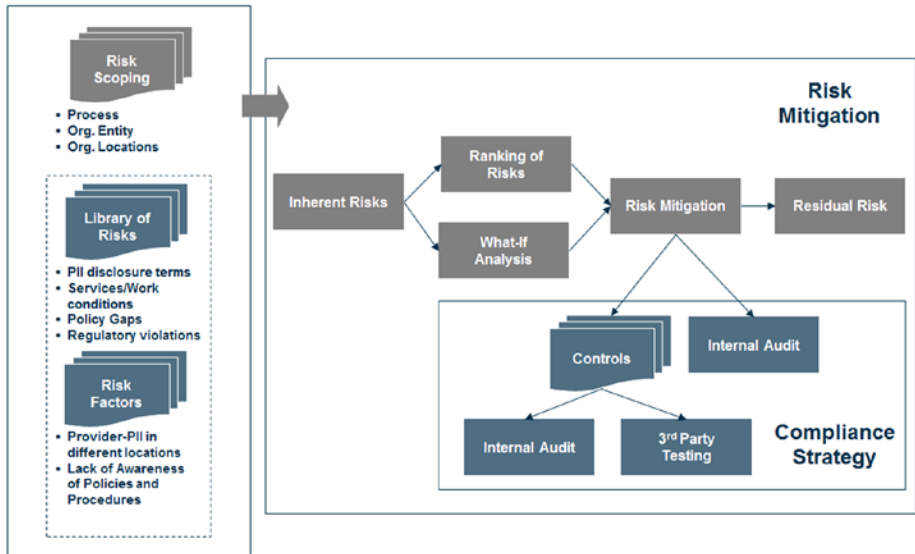 Risk
Scoping
▪ Process
▪ Org. Entity
▪ Org. Locations
Library of
Risks
▪ PII disclosure terms
▪ Services/Work
conditions
▪ Policy Gaps
▪ Regulatory violations
Risk
Factors
▪ Provider-PII in
different locations
▪ Lack of Awareness
of Policies and
Procedures
Risk
Mitigation
Inherent Risks
Ranking of
Risks
What-If
Analysis
Risk Mitigation
Residual Risk
Controls
Internal Audit
Internal Audit
3rd Party
Testing
Compliance
Strategy